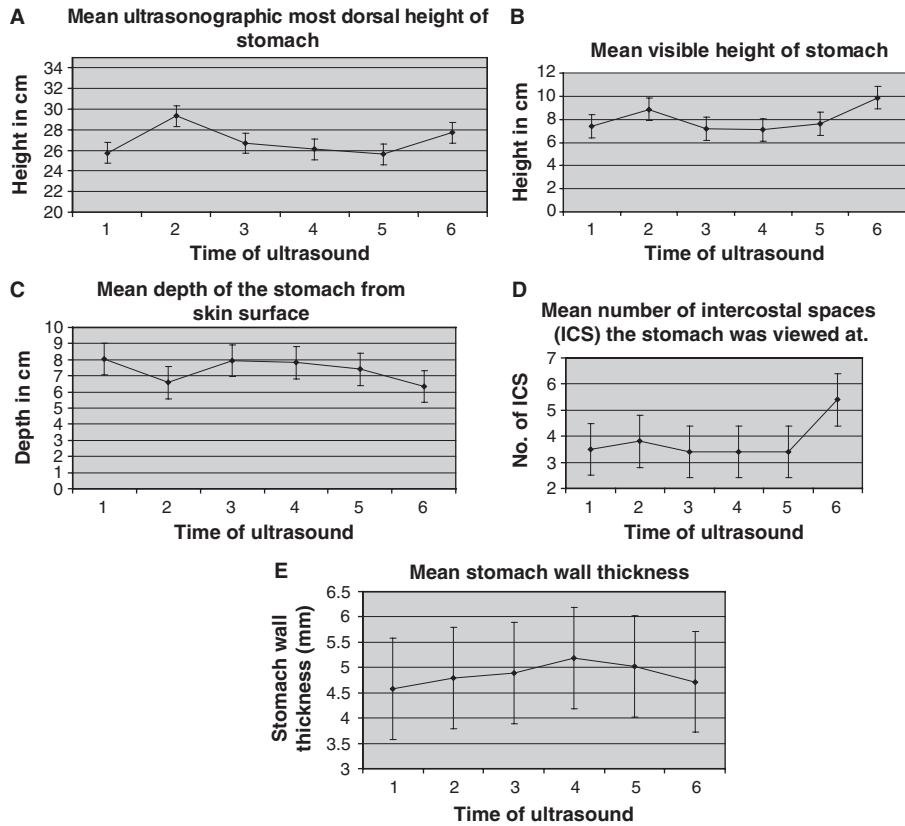 A
Mean ultrasonographic most dorsal height of
stomach
Height in cm
34
32
30
28
26
24
22
20
1 2 3 4 5 6
Time of ultrasound
B
Mean visible height of stomach
Height in cm
12
10
8
6
4
2
0
1 2 3 4 5 6
Time of ultrasound
C
Mean depth of the stomach from
skin surface
Depth in cm
10
9
8
7
6
5
4
3
2
1
0
1 2 3 4 5 6
Time of ultrasound
D
Mean number of intercostal spaces
(ICS) the stomach was viewed at.
No. of ICS
7
6
5
4
3
2
1 2 3 4 5 6
Time of ultrasound
E
Mean stomach wall thickness
Stomach wall
thickness (mm)
6.5
6
5.5
5
4.5
4
3.5
3
1 2 3 4 5 6
Time of ultrasound